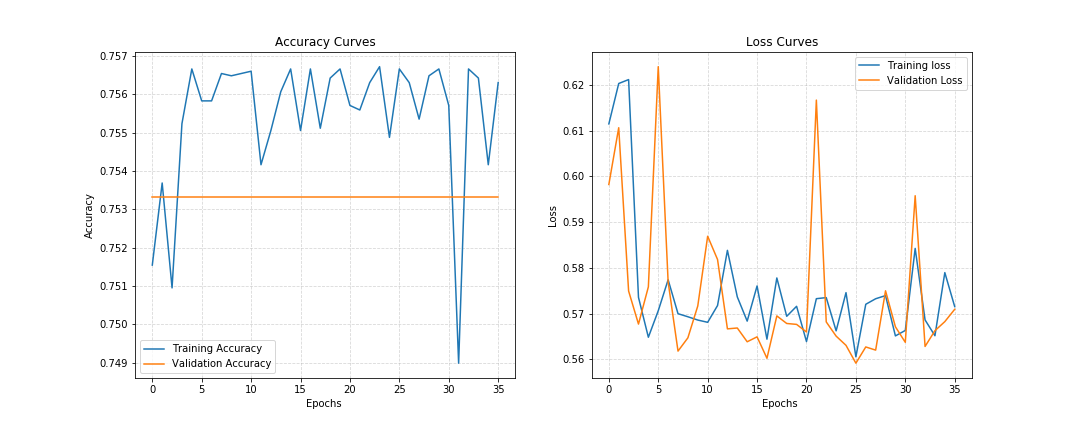 Accuracy Curves
0.757
0.756
0.755
0.754
0.753
0.752
0.751
0.750
0.749
Accuracy
Training Accuracy
Validation Accuracy
0 5 10 15 20 25 30 35
Epochs
Loss Curves
0.62
0.61
0.60
0.59
0.58
0.57
0.56
Loss
Training loss
Validation Loss
0 5 10 15 20 25 30 35
Epochs